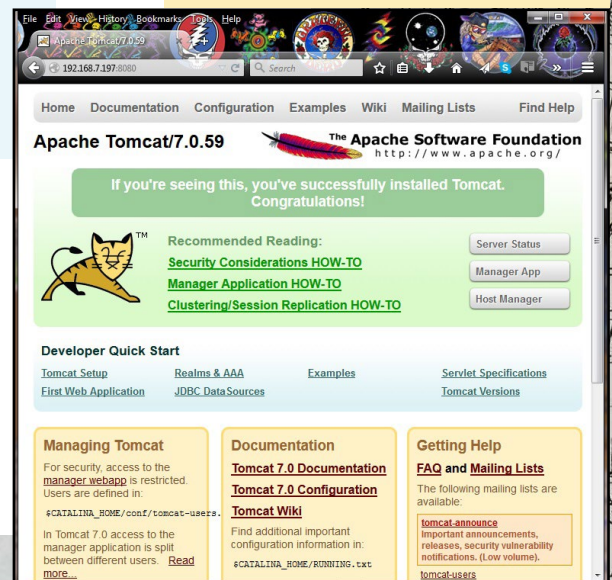 File Edit View History Bookmarks Tools Help
Apache Tomcat/7.0.59
192.168.7.197:8080
Search
Home Documentation Configuration Examples Wiki Mailing Lists Find Help
Apache Tomcat/7.0.59
The Apache Software Foundation
http://www.apache.org/
If you're seeing this, you've successfully installed Tomcat.
Congratulations!
TM
Recommended Reading:
Security Considerations HOW-TO
Manager Application HOW-TO
Clustering/Session Replication HOW-TO
Server Status
Manager App
Host Manager
Developer Quick Start
Tomcat Setup Realms & AAA Examples Servlet Specifications
First Web Application JDBC DataSources Tomcat Versions
Managing Tomcat
For security, access to the
manager webapp is restricted.
Users are defined in:
$CATALINA_HOME/conf/tomcat-users.
In Tomcat 7.0 access to the
manager application is split
between different users. Read
more...
Documentation
Tomcat 7.0 Documentation
Tomcat 7.0 Configuration
Tomcat Wiki
Find additional important
configuration information in:
$CATALINA_HOME/RUNNING.txt
Getting Help
FAQ and Mailing Lists
The following mailing lists are
available:
tomcat-announce
Important announcements,
releases, security vulnerability
notifications. (Low volume).
tomcat-users